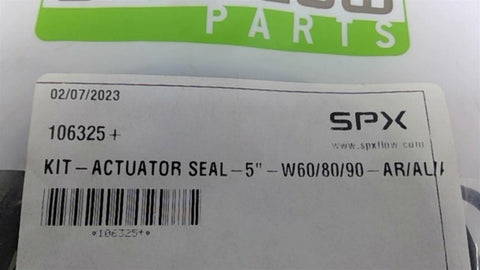 PARTS
02/07/2023
106325+
SPX
www.spxflow.com
KIT-ACTUATOR SEAL-5"-W60/80/90-AR/AL/
*106325+*